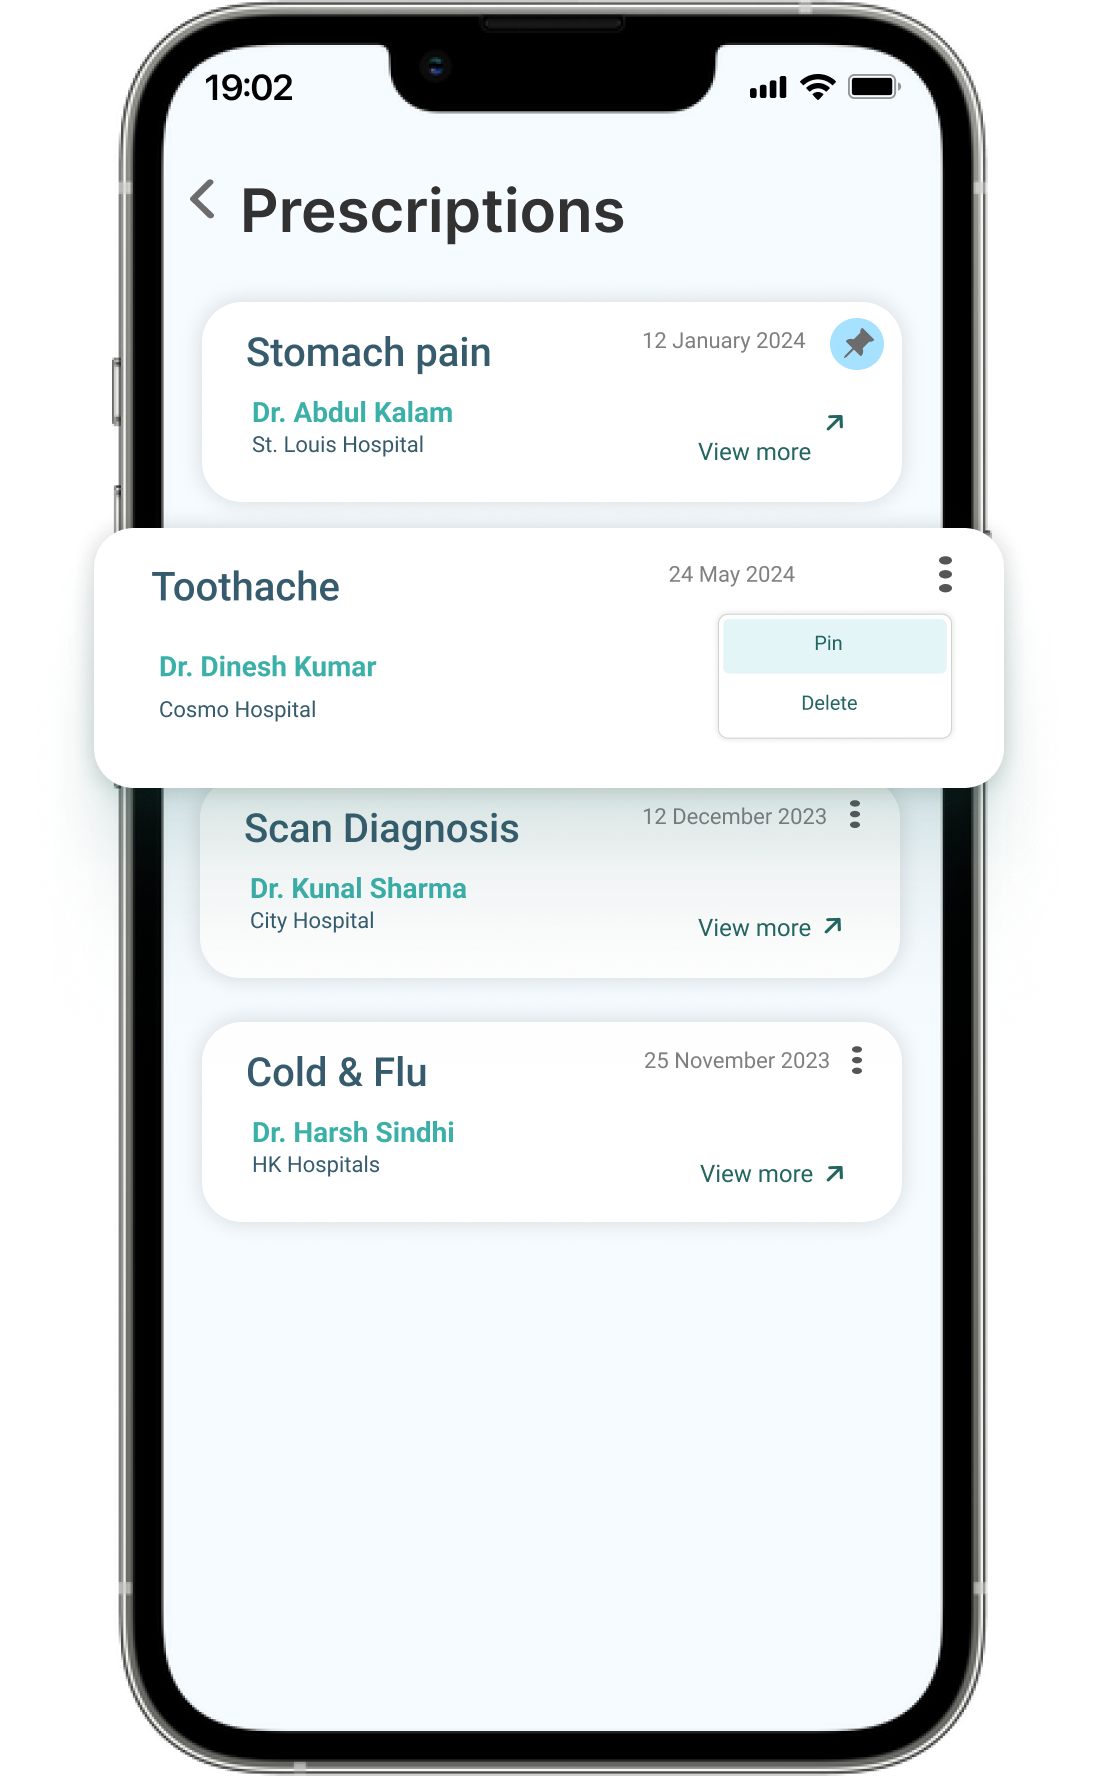 19:02
Prescriptions
Stomach pain
12 January 2024
Dr. Abdul Kalam
St. Louis Hospital
View more
Toothache
24 May 2024
Pin
Dr. Dinesh Kumar
Delete
Cosmo Hospital
Scan Diagnosis
12 December 2023
Dr. Kunal Sharma
City Hospital
View more
Cold & Flu
25 November 2023
Dr. Harsh Sindhi
HK Hospitals
View more